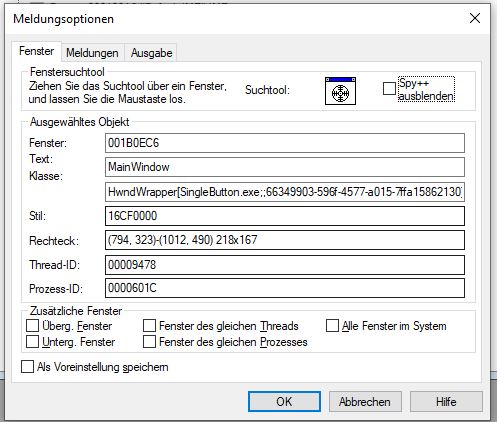 Meldungsoptionen
Fenster Meldungen Ausgabe
Fenstersuchtool
Ziehen Sie das Suchtool über ein Fenster,
und lassen Sie die Maustaste los.
Suchtool:
Spy++
ausblenden
Ausgewähltes Objekt
Fenster: 001B0EC6
Text: MainWindow
Klasse: HwndWrapper[SingleButton.exe;;66349903-596f-4577-a015-7ffa15862130]
Stil: 16CF0000
Rechteck: (794, 323)-(1012, 490) 218x167
Thread-ID: 00009478
Prozess-ID: 0000601C
Zusätzliche Fenster
Überg. Fenster Fenster des gleichen Threads Alle Fenster im System
Unterg. Fenster Fenster des gleichen Prozesses
Als Voreinstellung speichern
OK Abbrechen Hilfe